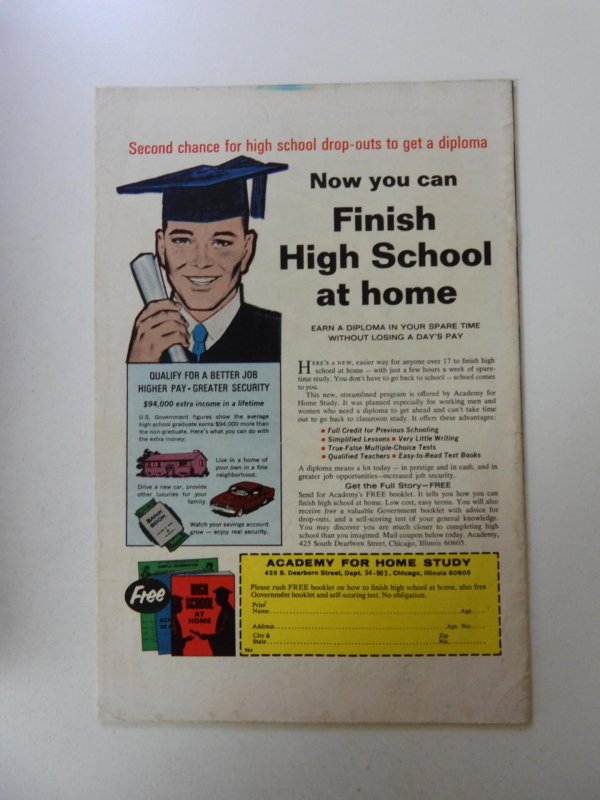 Second chance for high school drop-outs to get a diploma
Now you can
Finish
High School
at home
EARN A DIPLOMA IN YOUR SPARE TIME
WITHOUT LOSING A DAY'S PAY
HERE'S A NEW, easier way for anyone over 17 to finish high
school at home — with just a few hours a week of spare-
time study. You don't have to go back to school — school comes
to you.
This new, streamlined program is offered by Academy for
Home Study. It was planned especially for working men and
women who need a diploma to get ahead and can't take time
out to go back to classroom study. It offers these advantages:
• Full Credit for Previous Schooling
• Simplified Lessons • Very Little Writing
• True-False Multiple-Choice Tests
• Qualified Teachers • Easy-to-Read Text Books
A diploma means a lot today — in prestige and in cash, and in
greater job opportunities—increased job security.
Get the Full Story—FREE
Send for Academy's FREE booklet. It tells you how you can
finish high school at home. Low cost, easy terms. You will also
receive free a valuable Government booklet with advice for
drop-outs, and a self-scoring test of your general knowledge.
You may discover you are much closer to completing high
school than you imagine. Mail coupon below today. Academy,
425 South Dearborn Street, Chicago, Illinois 60605.
QUALIFY FOR A BETTER JOB
HIGHER PAY • GREATER SECURITY
$94,000 extra income in a lifetime
U.S. Government figures show the average
high school graduate earns $94,000 more than
the non-graduate. Here's what you can do with
the extra money:
Live in a home of
your own in a fine
neighborhood.
Drive a new car, provide
other luxuries for your
family.
BANK
BOOK
Watch your savings account
grow — enjoy real security.
Free
HIGH
SCHOOL
AT
HOME
ACADEMY FOR HOME STUDY
425 S. Dearborn Street, Dept. 54-903, Chicago, Illinois 60605
Please rush FREE booklet on how to finish high school at home, also free
Government booklet and self-scoring test. No obligation.
Print
Name Age
Address Apt. No.
City & Zip
State No.